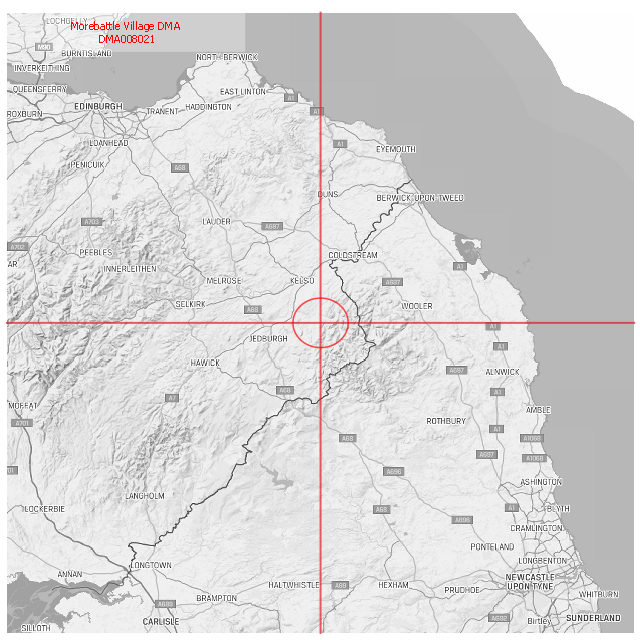 LOCHGELLY
Morebattle Village DMA
DMA008021
M90
BURNTISLAND
INVERKEITHING
NORTH BERWICK
QUEENSFERRY
EAST LINTON
A1
EDINBURGH
HADDINGTON
ROXBURN
TRANENT
A1
LOANHEAD
A1
EYEMOUTH
PENICUIK
A68
DUNS
BERWICK-UPON-TWEED
A703
LAUDER
A697
A702
PEEBLES
COLDSTREAM
AR
INNERLEITHEN
A1
MELROSE
KELSO
A697
SELKIRK
A68
WOOLER
A1
JEDBURGH
A1
HAWICK
A697
ALNWICK
A68
A1
A7
MOFFAT
AMBLE
A701
ROTHBURY
A1
A68
A1068
A697
A1068
A696
ASHINGTON
LANGHOLM
LOCKERBIE
A68
A1
BLYTH
A696
CRAMLINGTON
PONTELAND
LONGBENTON
LONGTOWN
ANNAN
NEWCASTLE
UPON TYNE
HALTWHISTLE
A69
HEXHAM
PRUDHOE
WHITBURN
BRAMPTON
A689
CARLISLE
A692
Birtley
SUNDERLAND
SILLOTH